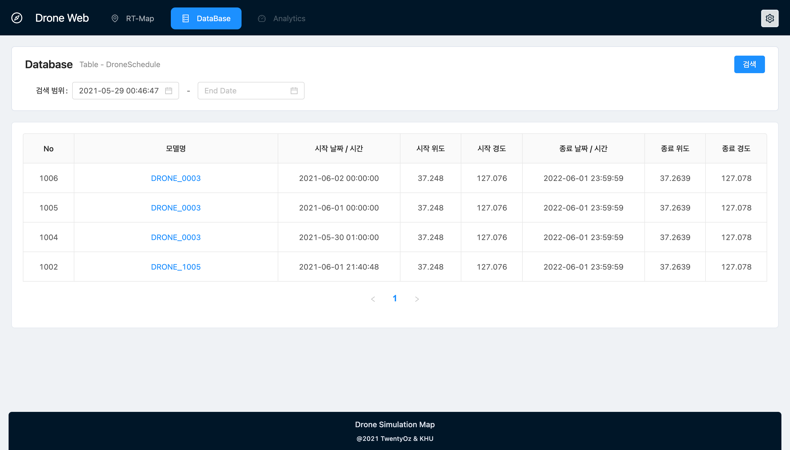 Drone Web RT-Map DataBase Analytics
Database Table - DroneSchedule 검색
검색 범위 : 2021-05-29 00:46:47 - End Date
No 모델명 시작 날짜 / 시간 시작 위도 시작 경도 종료 날짜 / 시간 종료 위도 종료 경도
1006 DRONE_0003 2021-06-02 00:00:00 37.248 127.076 2022-06-01 23:59:59 37.2639 127.078
1005 DRONE_0003 2021-06-01 00:00:00 37.248 127.076 2022-06-01 23:59:59 37.2639 127.078
1004 DRONE_0003 2021-05-30 01:00:00 37.248 127.076 2022-06-01 23:59:59 37.2639 127.078
1002 DRONE_1005 2021-06-01 21:40:48 37.248 127.076 2022-06-01 23:59:59 37.2639 127.078
< 1 >
Drone Simulation Map
@2021 TwentyOz & KHU